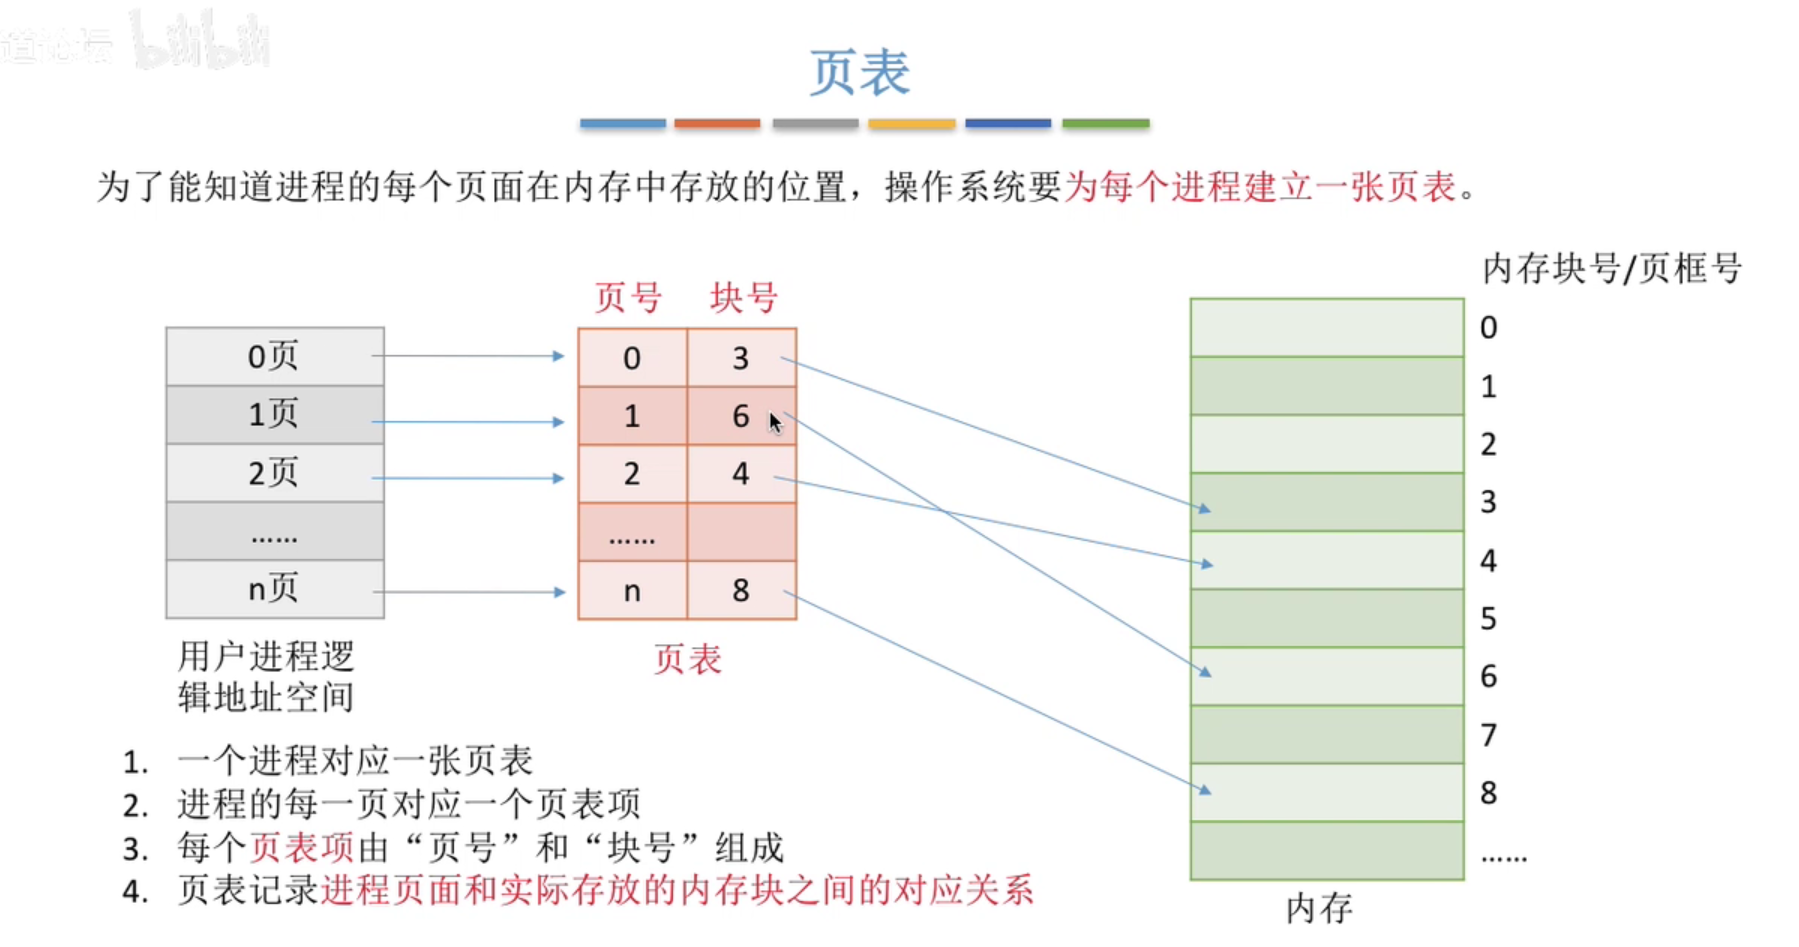 道论坛 bilibili
页表
为了能知道进程的每个页面在内存中存放的位置，操作系统要为每个进程建立一张页表。
内存块号/页框号
页号 块号
0页 0 3 0
1页 1 6 1
2页 2 4 2
…… …… 3
n页 n 8 4
5
6
7
8
……
用户进程逻
辑地址空间
页表
内存
1. 一个进程对应一张页表
2. 进程的每一页对应一个页表项
3. 每个页表项由“页号”和“块号”组成
4. 页表记录进程页面和实际存放的内存块之间的对应关系